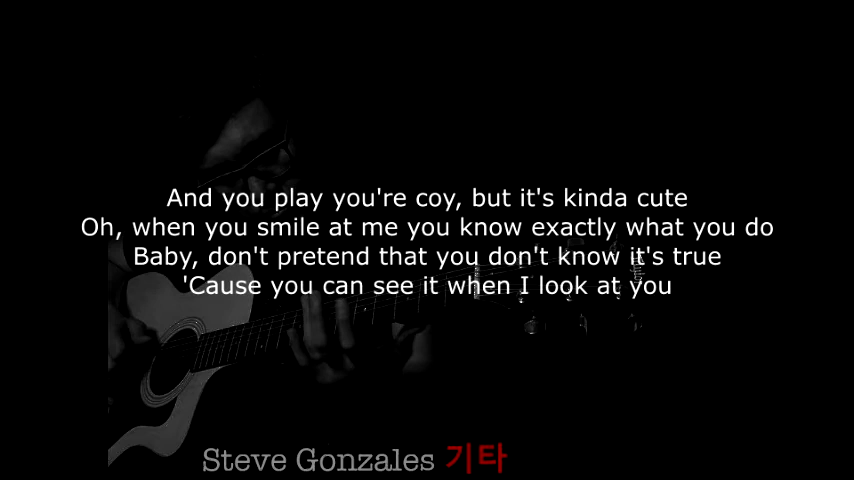 And you play you're coy, but it's kinda cute
Oh, when you smile at me you know exactly what you do
Baby, don't pretend that you don't know it's true
'Cause you can see it when I look at you
Steve Gonzales 기타